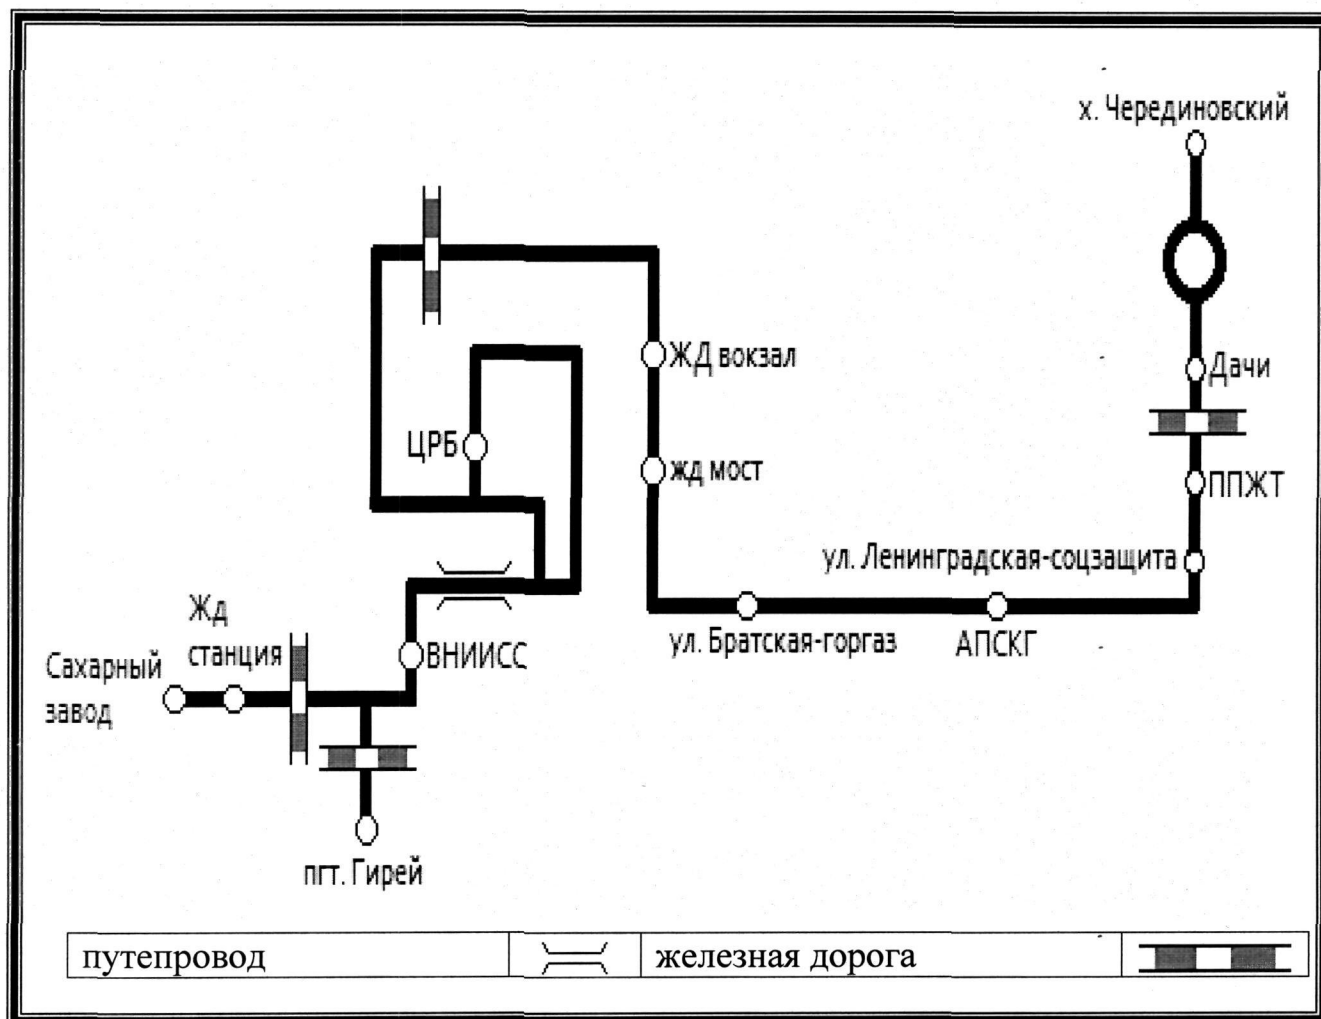 х. Черединовский
ЖД вокзал
Дачи
ЦРБ
жд мост
ППЖТ
ул. Ленинградская-соцзащита
Жд
станция
ВНИИСС
ул. Братская-горгаз
АПСКГ
Сахарный
завод
пгт. Гирей
путепровод
железная дорога